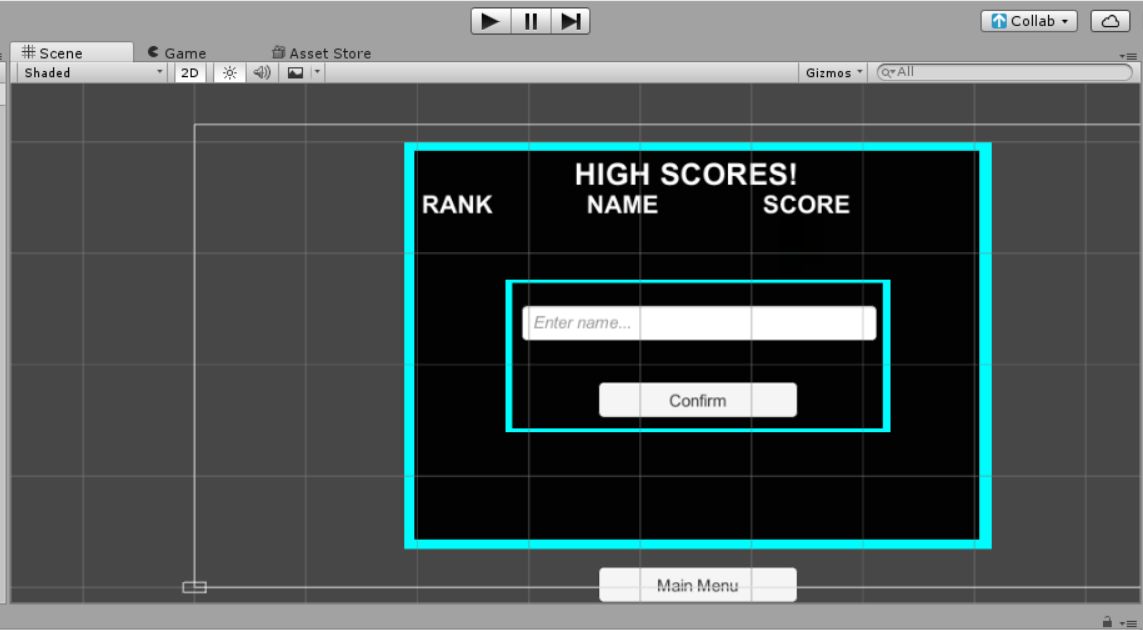 Collab
Scene Game Asset Store
Shaded 2D Gizmos All
HIGH SCORES!
RANK NAME SCORE
Enter name...
Confirm
Main Menu